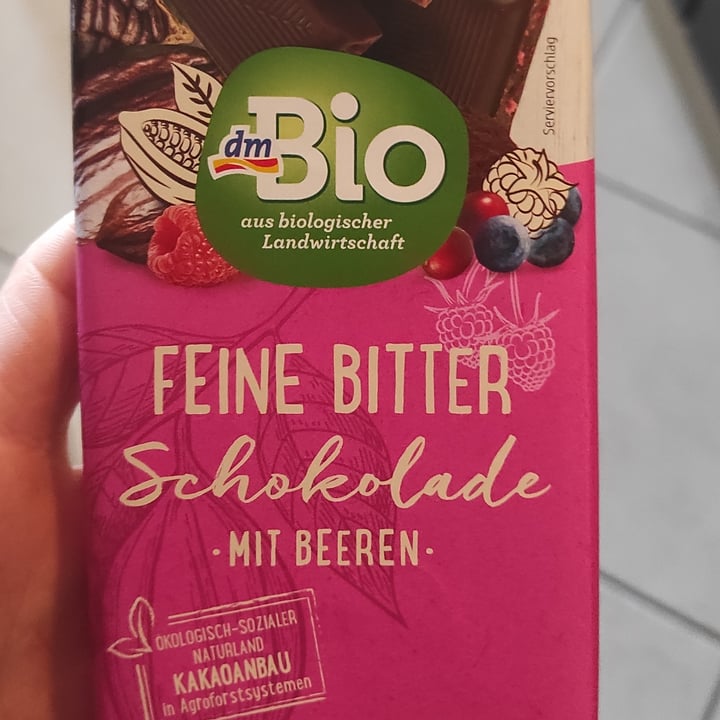 Serviervorschlag
dm Bio
aus biologischer
Landwirtschaft
FEINE BITTER
Schokolade
· MIT BEEREN ·
ÖKOLOGISCH-SOZIALER
NATURLAND
KAKAOANBAU
in Agroforstsystemen